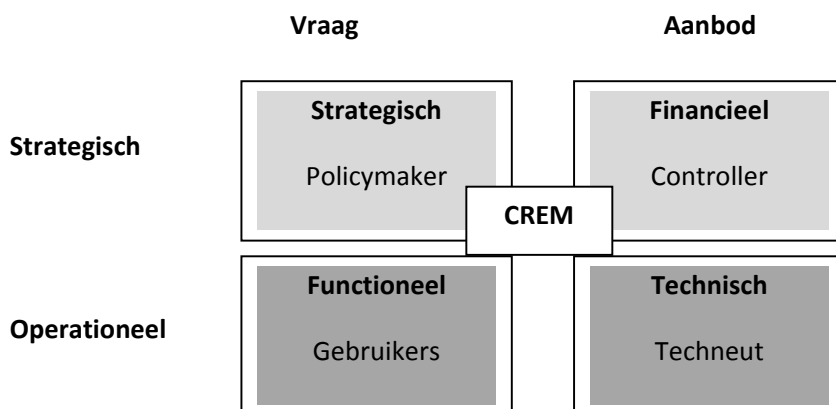 Vraag Aanbod
Strategisch Financieel
Strategisch
Policymaker Controller
CREM
Functioneel Technisch
Operationeel
Gebruikers Techneut